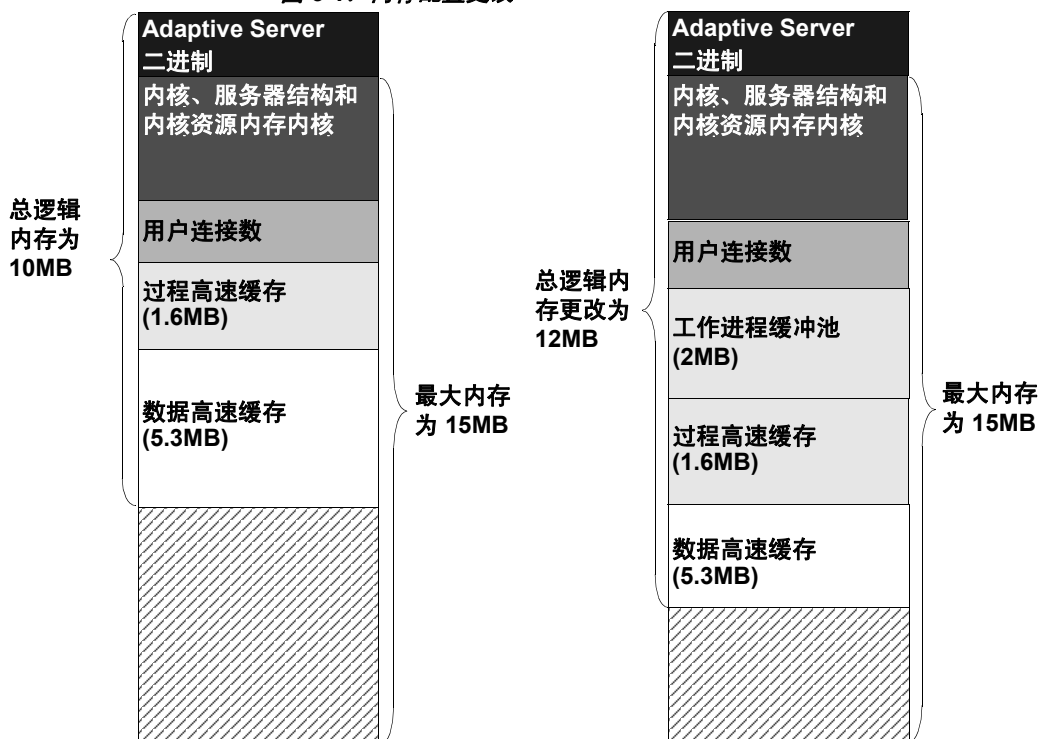 Adaptive Server
二进制
内核、服务器结构和
内核资源内存内核
总逻辑
内存为
10MB
用户连接数
过程高速缓存
(1.6MB)
数据高速缓存
(5.3MB)
最大内存
为 15MB
Adaptive Server
二进制
内核、服务器结构和
内核资源内存内核
总逻辑内
存更改为
12MB
用户连接数
工作进程缓冲池
(2MB)
过程高速缓存
(1.6MB)
数据高速缓存
(5.3MB)
最大内存
为 15MB